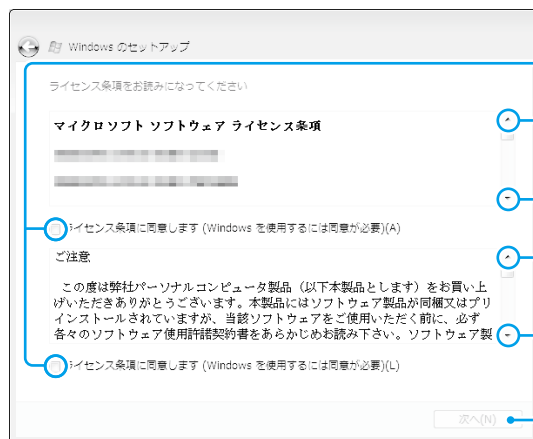 Windows のセットアップ
ライセンス条項をお読みになってください
マイクロソフト ソフトウェア ライセンス条項
ライセンス条項に同意します (Windows を使用するには同意が必要)(A)
ご注意
この度は弊社パーソナルコンピュータ製品（以下本製品とします）をお買い上
げいただきありがとうございます。本製品にはソフトウェア製品が同梱又はプリ
インストールされていますが、当該ソフトウェアをご使用いただく前に、必ず
各々のソフトウェア使用許諾契約書をあらかじめお読み下さい。ソフトウェア製
ライセンス条項に同意します (Windows を使用するには同意が必要)(L)
次へ(N)